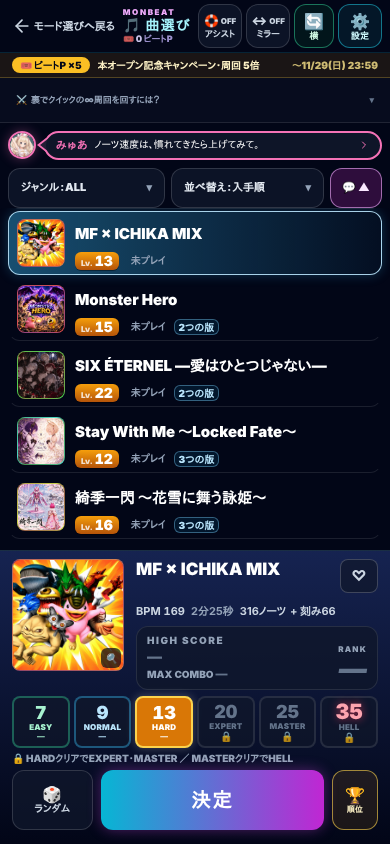 ← モード選びへ戻る
MONBEAT
🎵 曲選び
🎟 0 ビートP
🛟 OFF
アシスト
↔ OFF
ミラー
🔄
横
⚙️
設定
🎟 ビートP ×5 本オープン記念キャンペーン・周回 5倍 〜11/29(日) 23:59
⚔️ 裏でクイックの∞周回を回すには? ▼
みゅあ ノーツ速度は、慣れてきたら上げてみて。 ›
ジャンル:ALL ▼
並べ替え:入手順 ▼
💬▲
MF × ICHIKA MIX
Lv. 13 未プレイ
Monster Hero
Lv. 15 未プレイ 2つの版
SIX ÉTERNEL ―愛はひとつじゃない―
Lv. 22 未プレイ 2つの版
Stay With Me 〜Locked Fate〜
Lv. 12 未プレイ 3つの版
綺季一閃 〜花雪に舞う詠姫〜
Lv. 16 未プレイ 3つの版
MF × ICHIKA MIX
♡
BPM 169 2分25秒 316ノーツ + 刻み66
HIGH SCORE
—
MAX COMBO —
RANK
—
7
EASY
—
9
NORMAL
—
13
HARD
—
20
EXPERT
🔒
25
MASTER
🔒
35
HELL
🔒
🔒 HARDクリアでEXPERT・MASTER ／ MASTERクリアでHELL
🎲
ランダム
決定
🏆
順位